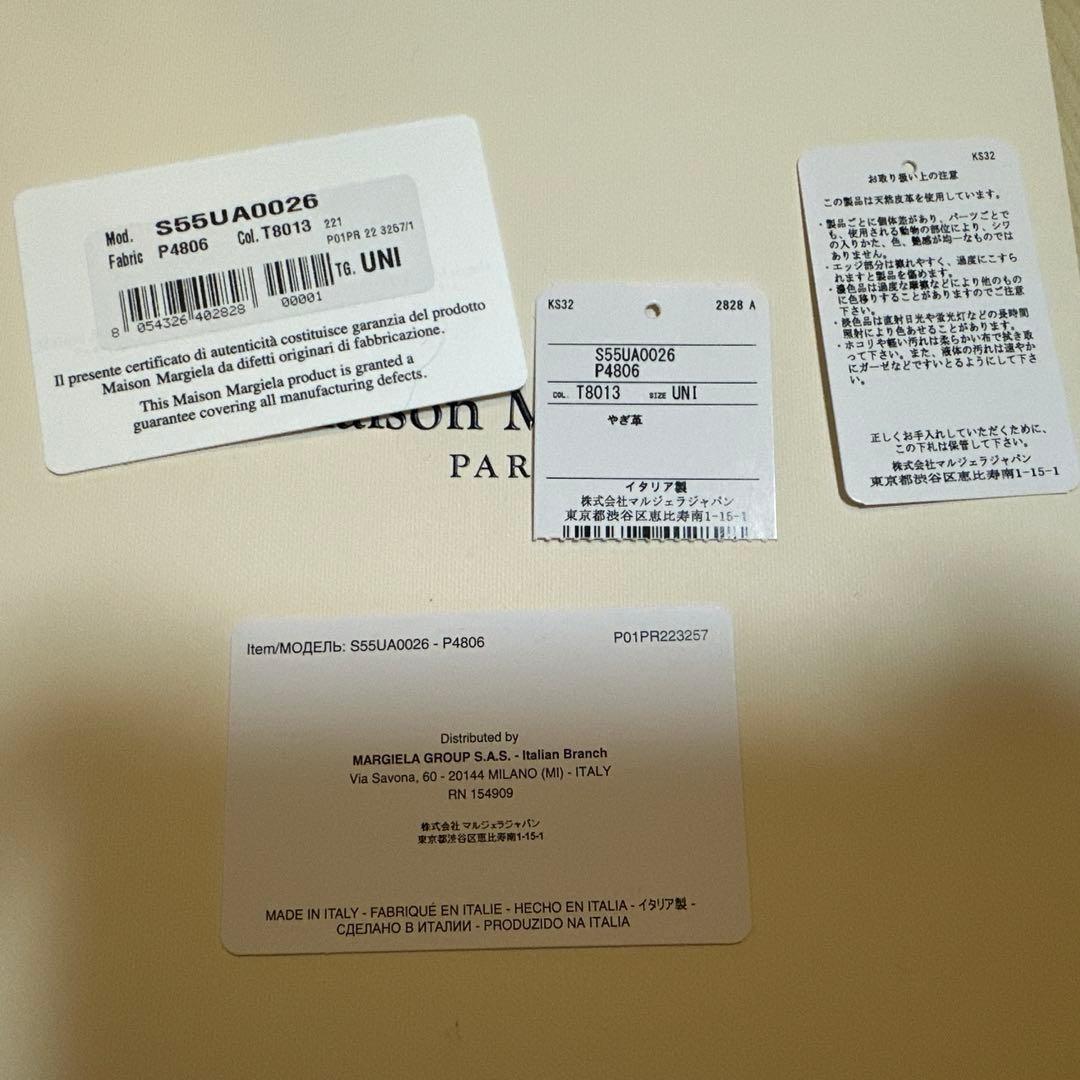 Mod. S55UA0026
Fabric P4806 Col. T8013 221
P01PR 22 3257/1
TG. UNI
8 054326 402828 00001
Il presente certificato di autenticità costituisce garanzia del prodotto
Maison Margiela da difetti originari di fabbricazione.
This Maison Margiela product is granted a
guarantee covering all manufacturing defects.
PAR
KS32 2828 A
S55UA0026
P4806
COL. T8013 SIZE UNI
やぎ革
イタリア製
株式会社マルジェラジャパン
東京都渋谷区恵比寿南1-15-1
KS32
お取り扱い上の注意
この製品は天然皮革を使用しています。
・製品ごとに個体差があり、パーツごとで
も、使用される動物の部位により、シワ
の入りかた、色、艶感が均一なものでは
ありません。
・エッジ部分は擦れやすく、過度にこすら
れますと製品を傷めます。
・濃色品は過度な摩擦などにより他のもの
に色移りすることがありますのでご注意
下さい。
・淡色品は直射日光や蛍光灯などの長時間
照射により色あせることがあります。
・ホコリや軽い汚れは柔らかい布で拭き取
って下さい。また、液体の汚れは速やか
にガーゼなどですいとるようにして下さ
い。
正しくお手入れしていただくために、
この下札は保管して下さい。
株式会社マルジェラジャパン
東京都渋谷区恵比寿南1-15-1
Item/МОДЕЛЬ: S55UA0026 - P4806 P01PR223257
Distributed by
MARGIELA GROUP S.A.S. - Italian Branch
Via Savona, 60 - 20144 MILANO (MI) - ITALY
RN 154909
株式会社 マルジェラジャパン
東京都渋谷区恵比寿南1-15-1
MADE IN ITALY - FABRIQUÉ EN ITALIE - HECHO EN ITALIA - イタリア製 -
СДЕЛАНО В ИТАЛИИ - PRODUZIDO NA ITALIA